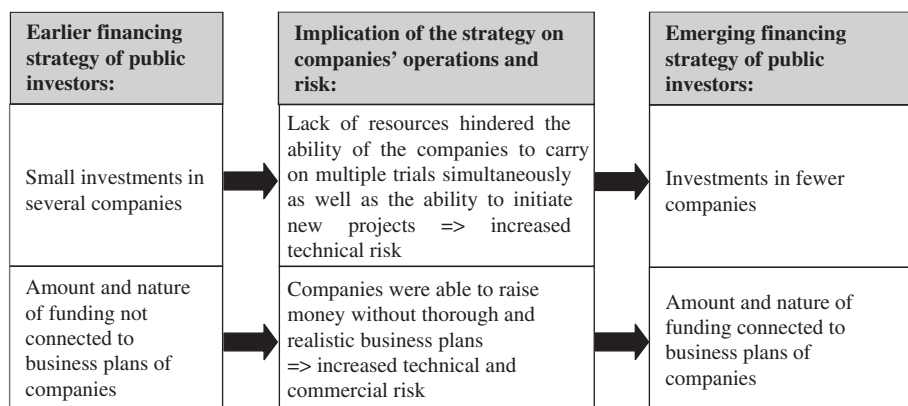 Earlier financing
strategy of public
investors:
Implication of the strategy on
companies’ operations and
risk:
Emerging financing
strategy of public
investors:
Small investments in
several companies
Lack of resources hindered the
ability of the companies to carry
on multiple trials simultaneously
as well as the ability to initiate
new projects => increased
technical risk
Investments in fewer
companies
Amount and nature
of funding not
connected to
business plans of
companies
Companies were able to raise
money without thorough and
realistic business plans
=> increased technical and
commercial risk
Amount and nature of
funding connected to
business plans of
companies